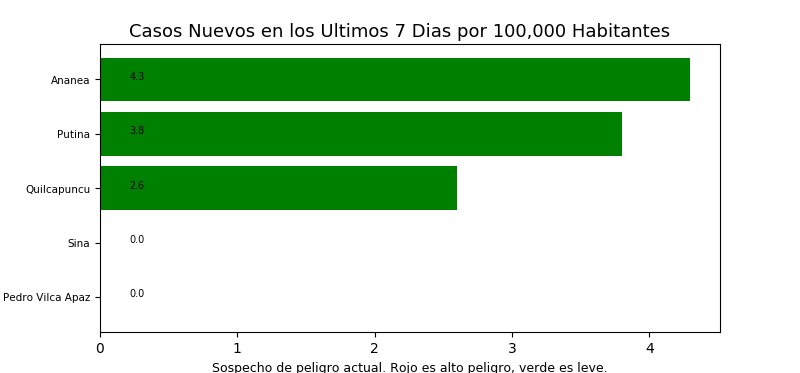 Casos Nuevos en los Ultimos 7 Dias por 100,000 Habitantes
Ananea 4.3
Putina 3.8
Quilcapuncu 2.6
Sina 0.0
Pedro Vilca Apaz 0.0
0 1 2 3 4
Sospecho de peligro actual. Rojo es alto peligro, verde es leve.